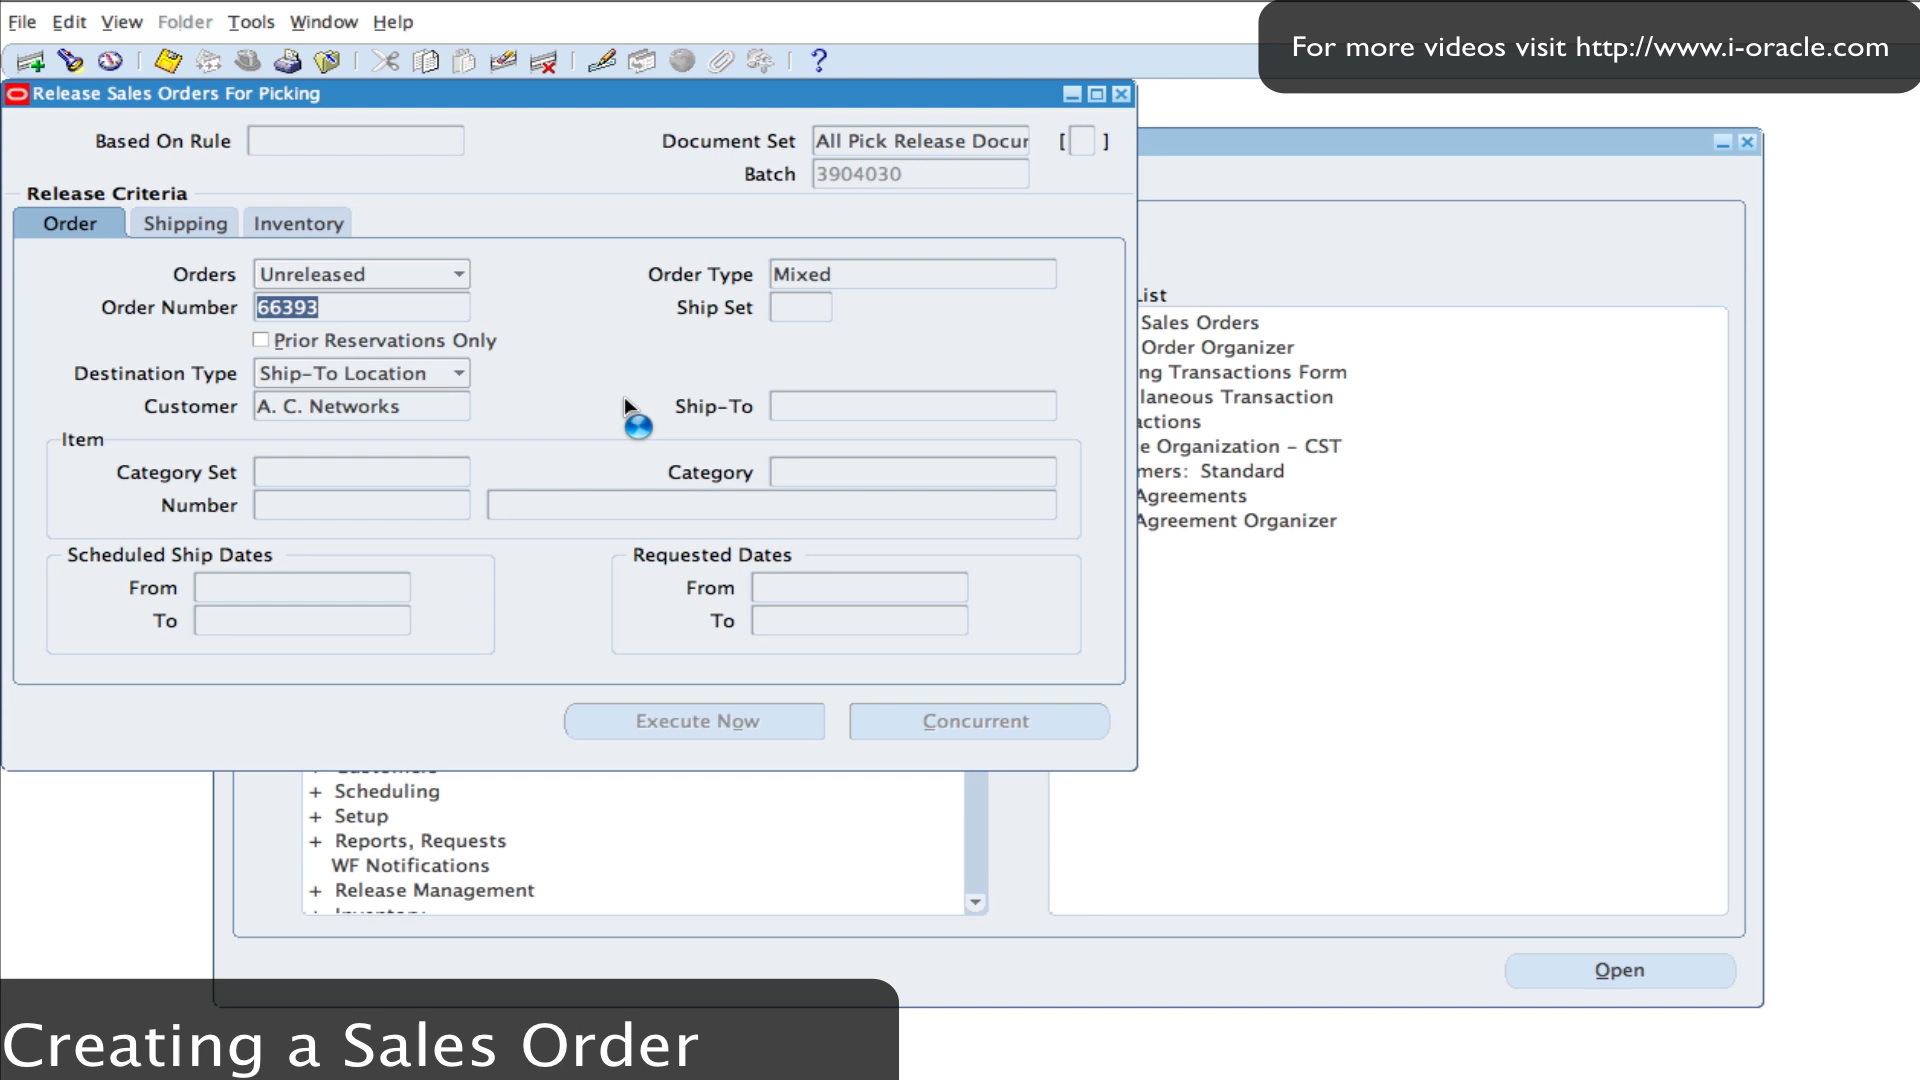 File Edit View Folder Tools Window Help
For more videos visit http://www.i-oracle.com
Release Sales Orders For Picking
Based On Rule
Document Set All Pick Release Docur [ ]
Batch 3904030
Release Criteria
Order Shipping Inventory
Orders Unreleased Order Type Mixed
Order Number 66393 Ship Set
Prior Reservations Only
Destination Type Ship-To Location
Customer A. C. Networks Ship-To
Item
Category Set Category
Number
Scheduled Ship Dates Requested Dates
From From
To To
Execute Now Concurrent
List
Sales Orders
Order Organizer
ng Transactions Form
laneous Transaction
actions
e Organization - CST
mers: Standard
Agreements
Agreement Organizer
+ Scheduling
+ Setup
+ Reports, Requests
WF Notifications
+ Release Management
Open
Creating a Sales Order